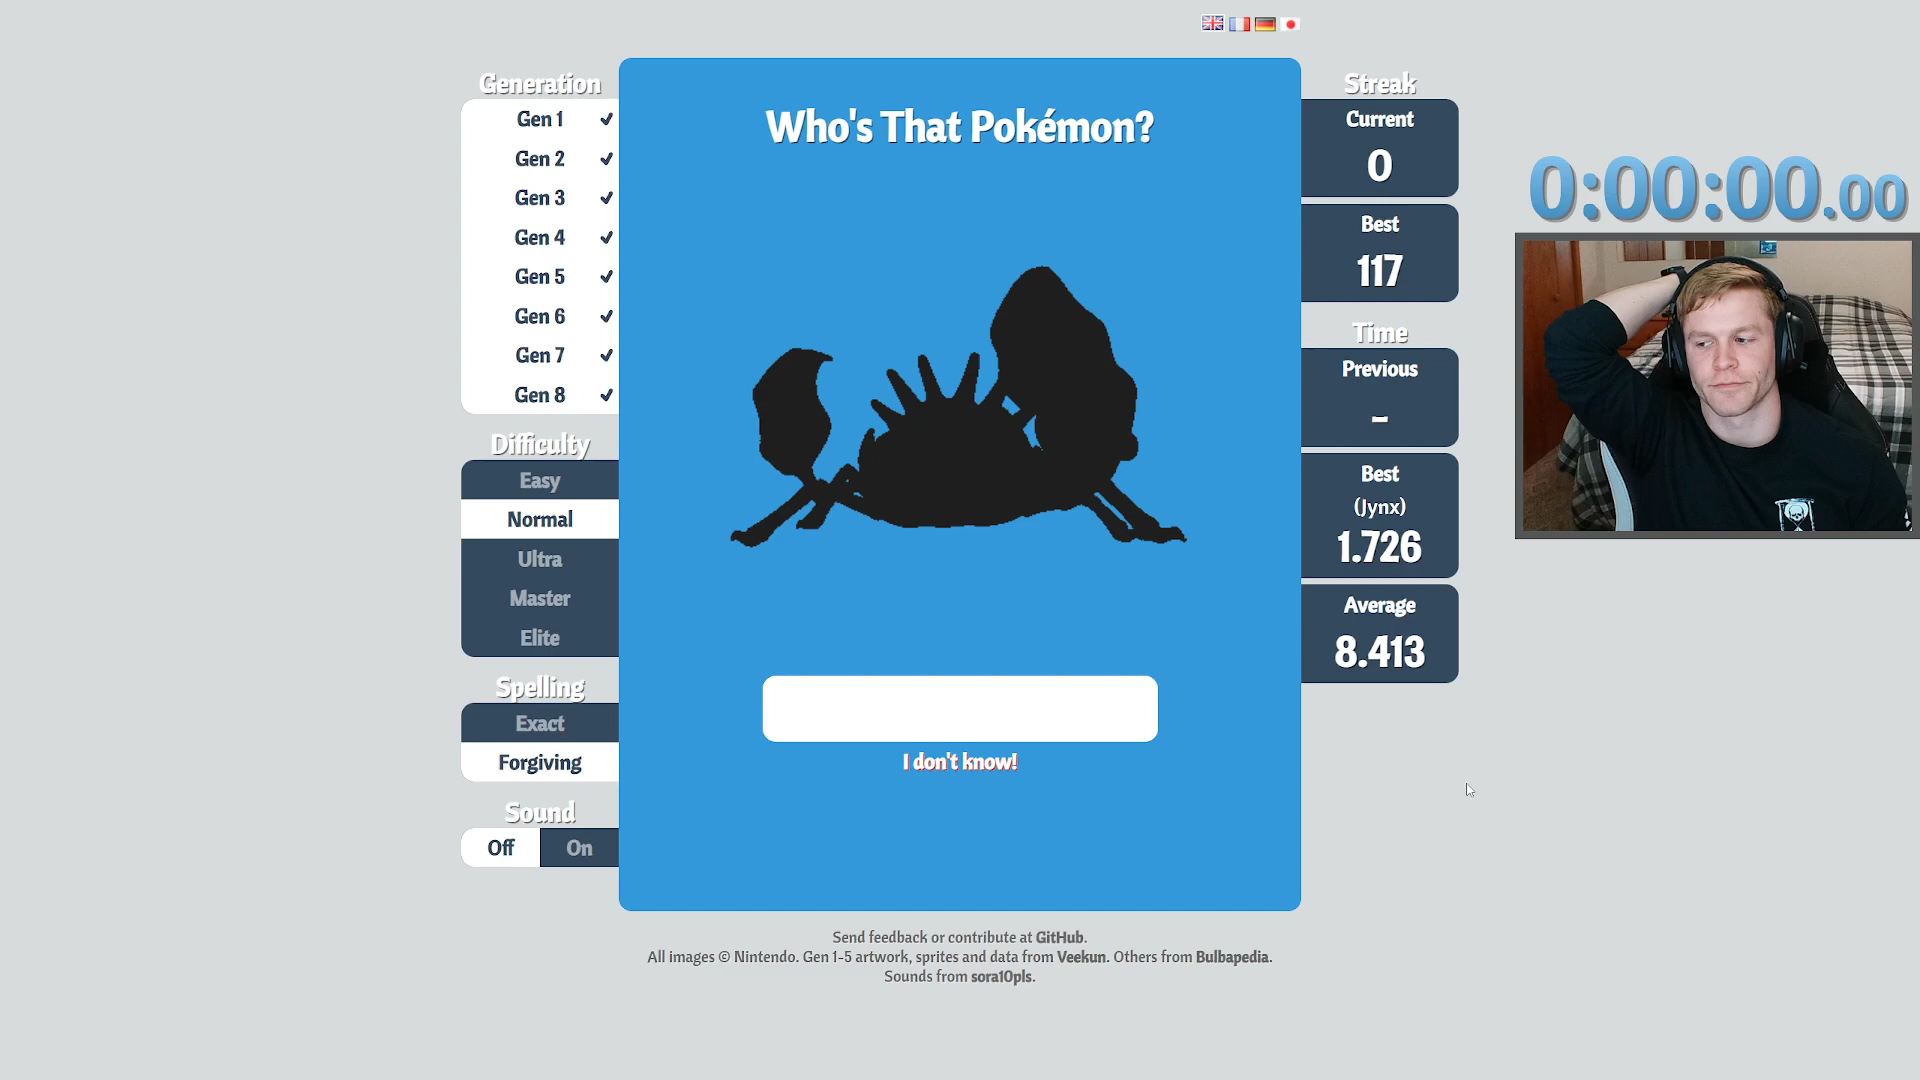 Generation
Gen 1
Gen 2
Gen 3
Gen 4
Gen 5
Gen 6
Gen 7
Gen 8
Difficulty
Easy
Normal
Ultra
Master
Elite
Spelling
Exact
Forgiving
Sound
Off
On
Who's That Pokémon?
I don't know!
Streak
Current
0
Best
117
Time
Previous
–
Best
(Jynx)
1.726
Average
8.413
0:00:00.00
Send feedback or contribute at GitHub.
All images © Nintendo. Gen 1-5 artwork, sprites and data from Veekun. Others from Bulbapedia.
Sounds from sora10pls.